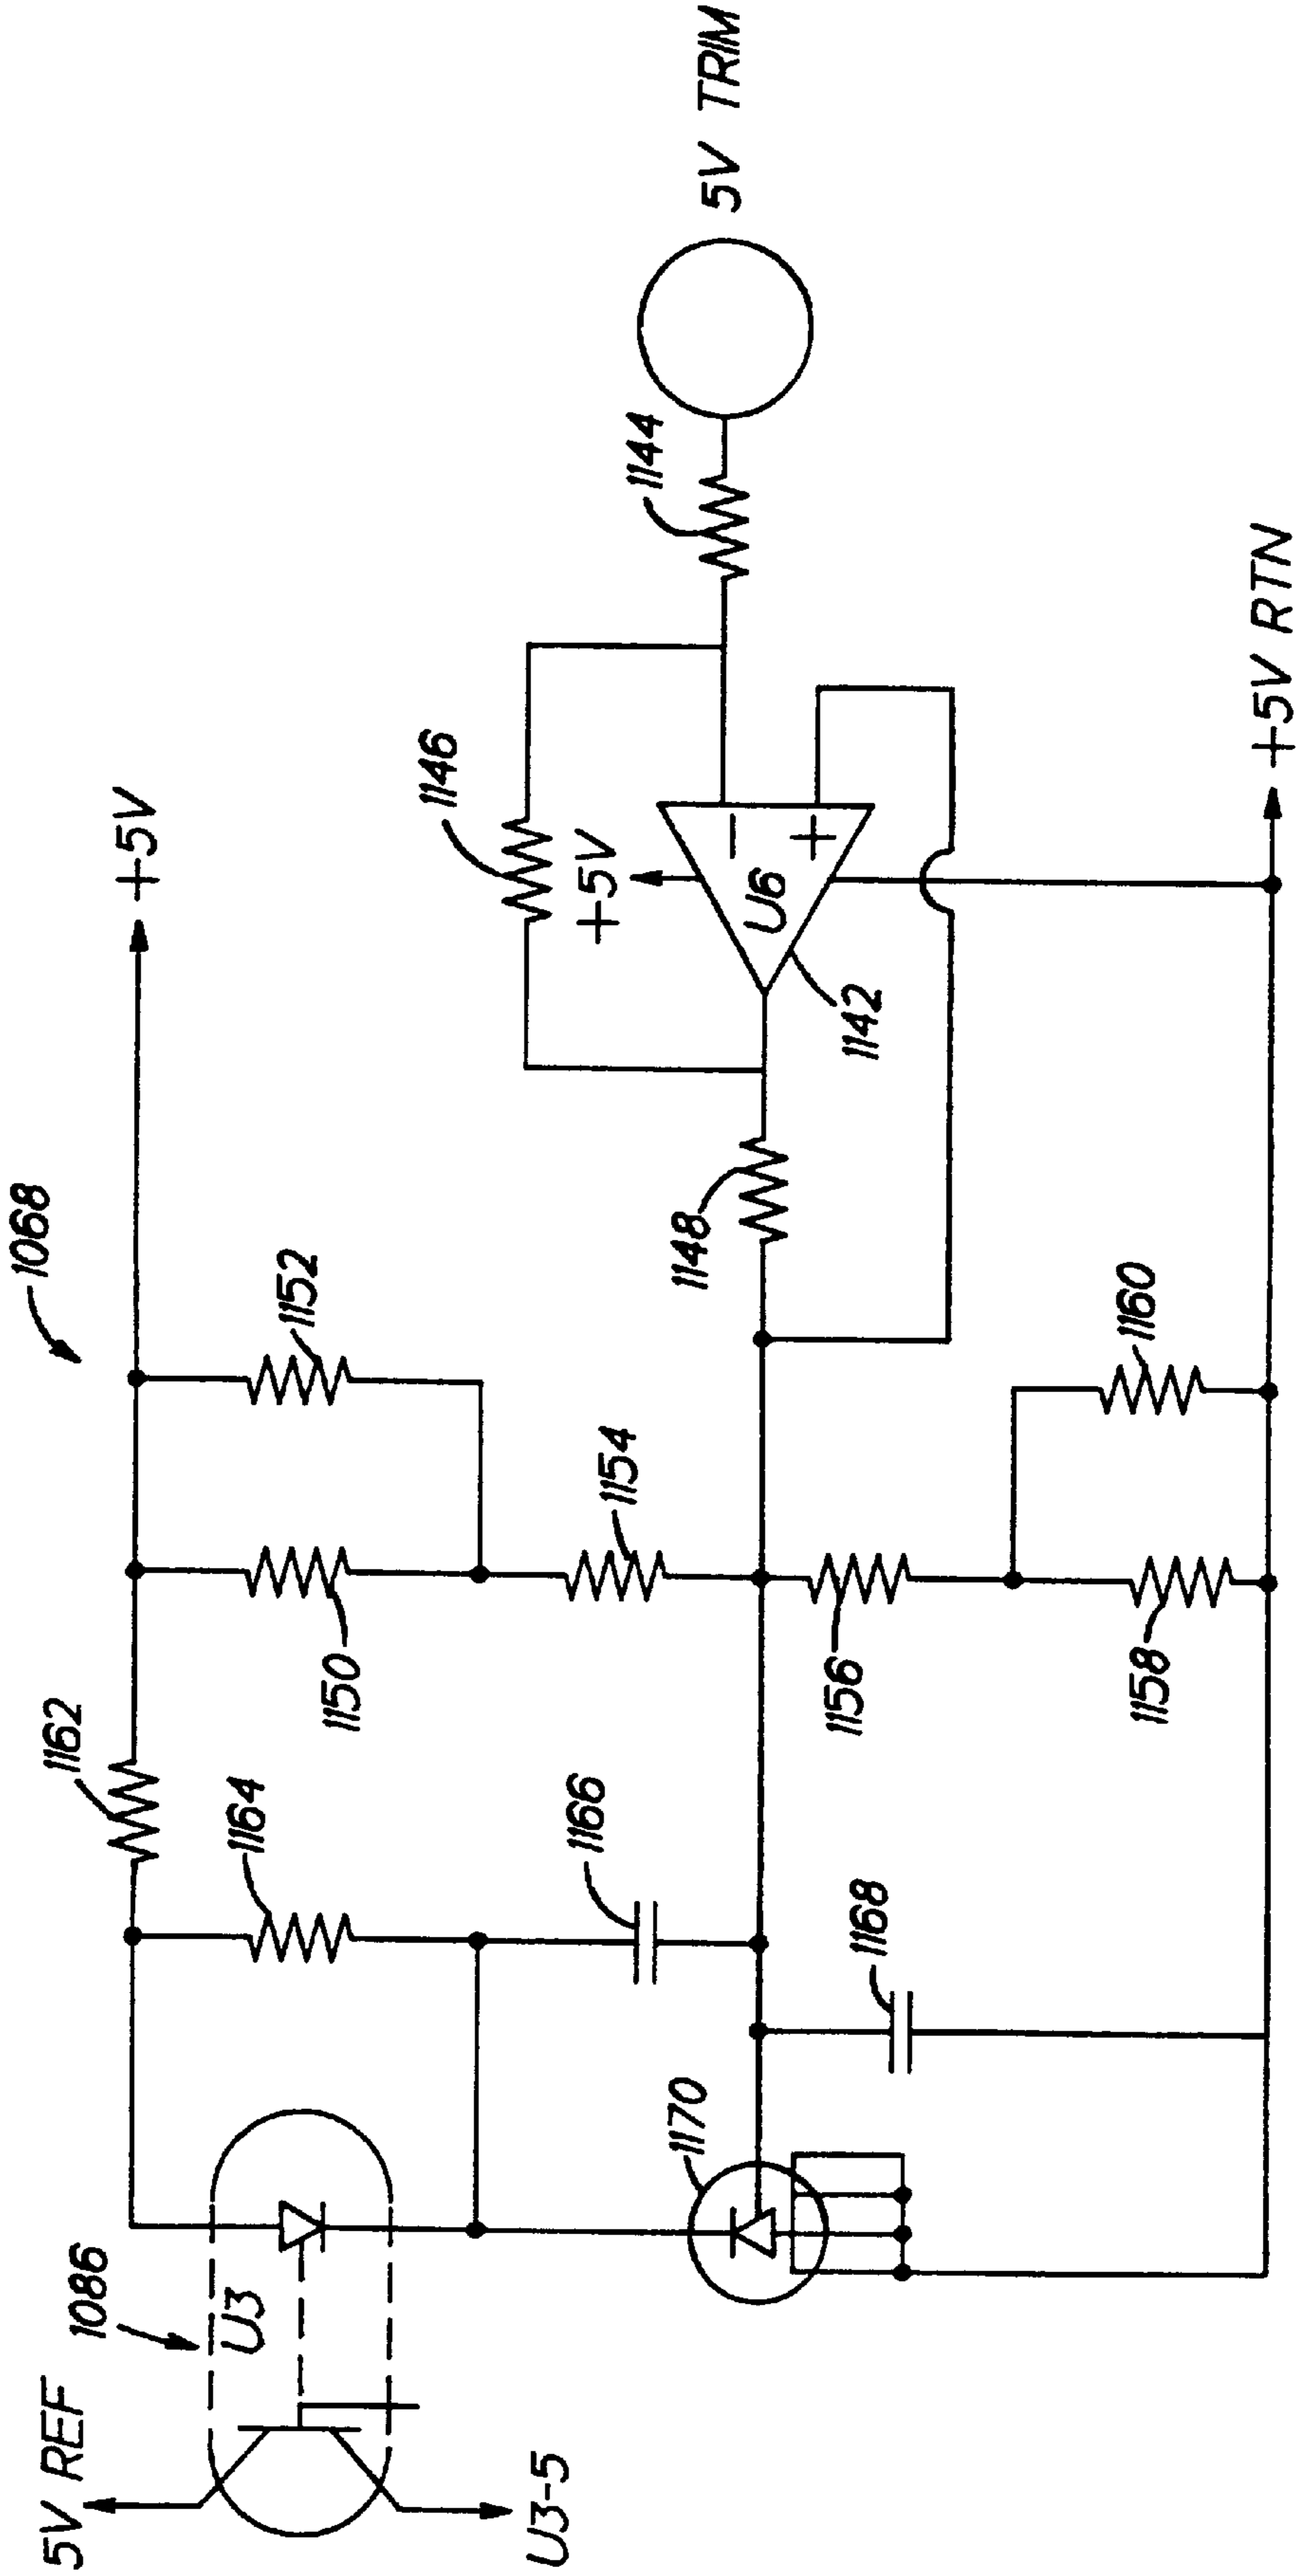 1068
5V REF
1086
U3
U3-5
1162
1164
1166
1168
1170
+5V
1150
1152
1154
1156
1158
1160
1148
1146
+5V
U6
−
+
1142
1144
5V TRIM
+5V RTN